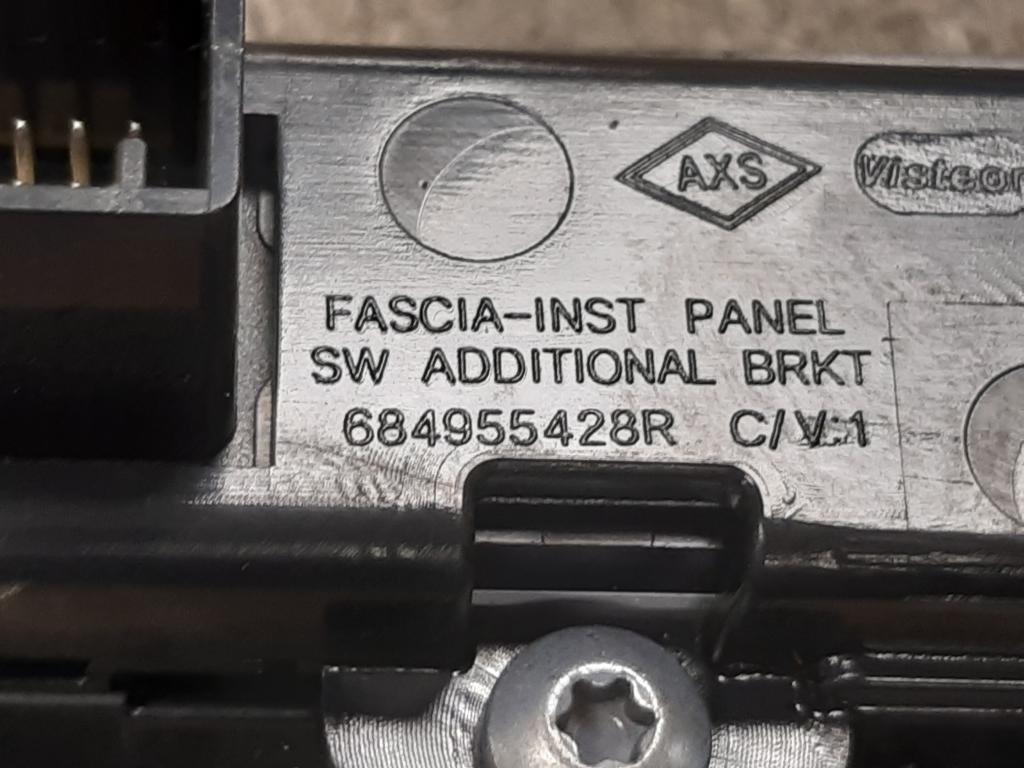 AXS
Visteon
FASCIA-INST PANEL
SW ADDITIONAL BRKT
684955428R C/V:1